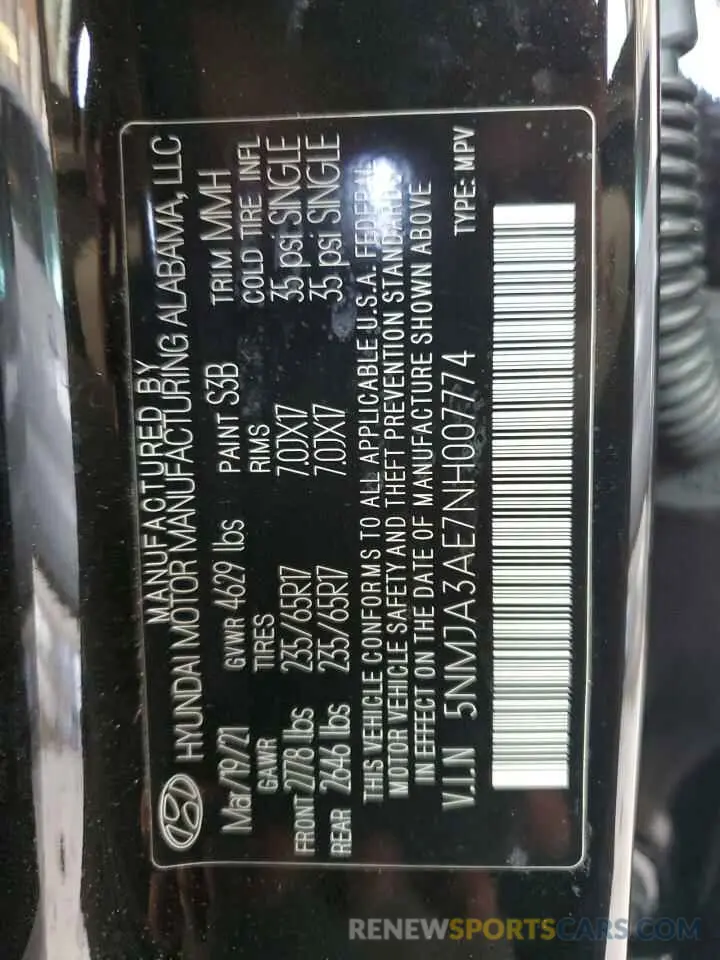 MANUFACTURED BY
HYUNDAI MOTOR MANUFACTURING ALABAMA, LLC
Mar/19/21 GVWR 4629 lbs PAINT S3B TRIM MMH
GAWR TIRES RIMS COLD TIRE INFL
FRONT 2778 lbs 235/65R17 7.0JX17 35 psi SINGLE
REAR 2646 lbs 235/65R17 7.0JX17 35 psi SINGLE
THIS VEHICLE CONFORMS TO ALL APPLICABLE U.S.A. FEDERAL
MOTOR VEHICLE SAFETY AND THEFT PREVENTION STANDARDS
IN EFFECT ON THE DATE OF MANUFACTURE SHOWN ABOVE
V.I.N 5NMJA3AE7NH007774 TYPE: MPV
RENEWSPORTSCARS.COM